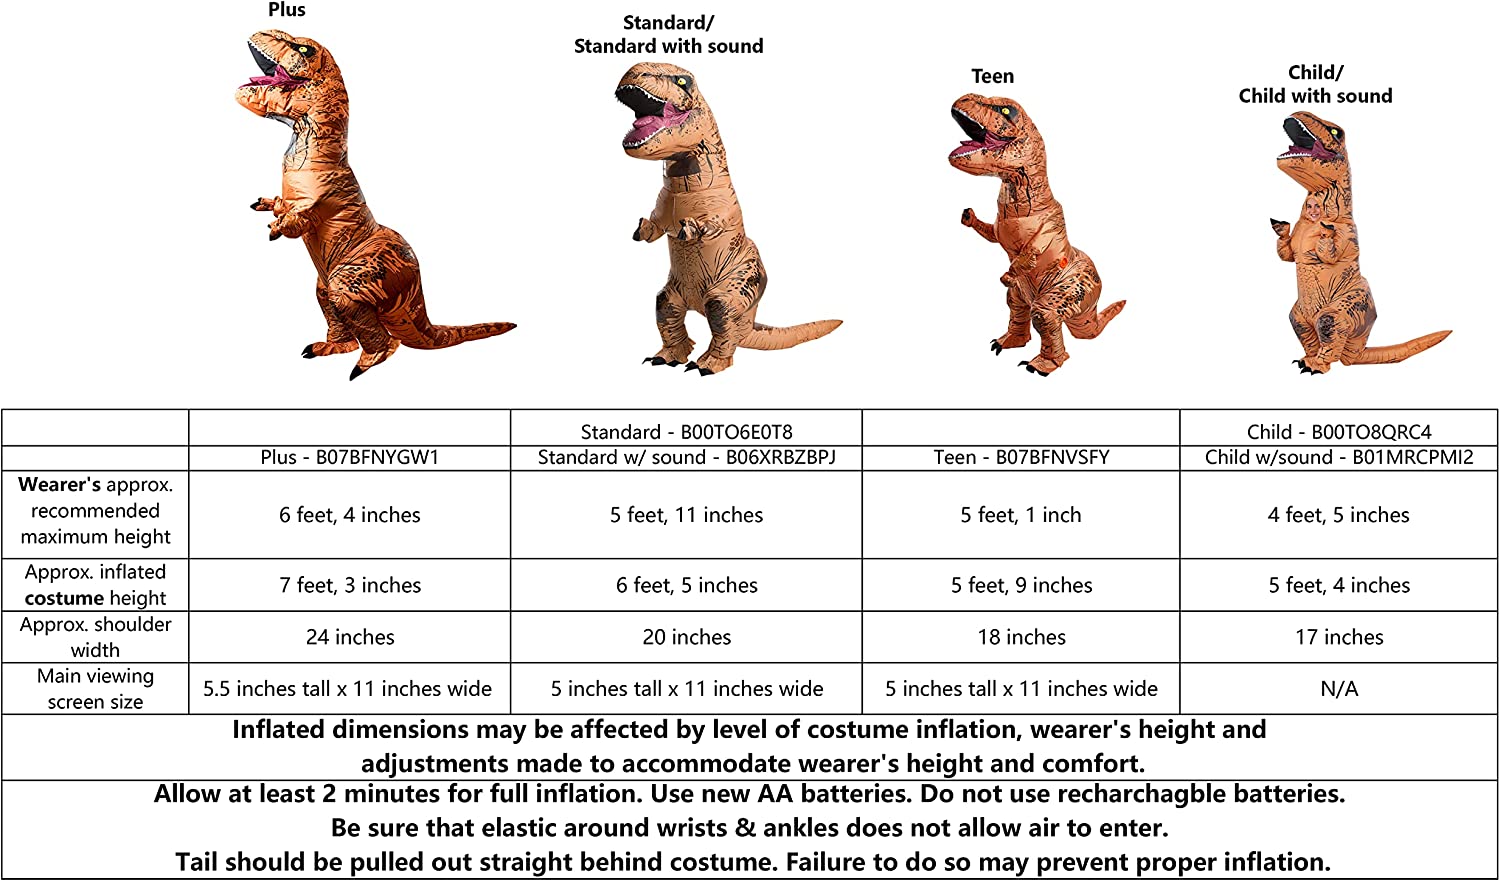 Plus
Standard/
Standard with sound
Teen
Child/
Child with sound
Standard - B00TO6E0T8
Child - B00TO8QRC4
Plus - B07BFNYGW1
Standard w/ sound - B06XRBZBPJ
Teen - B07BFNVSFY
Child w/sound - B01MRCPMI2
Wearer's approx.
recommended
maximum height
6 feet, 4 inches
5 feet, 11 inches
5 feet, 1 inch
4 feet, 5 inches
Approx. inflated
costume height
7 feet, 3 inches
6 feet, 5 inches
5 feet, 9 inches
5 feet, 4 inches
Approx. shoulder
width
24 inches
20 inches
18 inches
17 inches
Main viewing
screen size
5.5 inches tall x 11 inches wide
5 inches tall x 11 inches wide
5 inches tall x 11 inches wide
N/A
Inflated dimensions may be affected by level of costume inflation, wearer's height and
adjustments made to accommodate wearer's height and comfort.
Allow at least 2 minutes for full inflation. Use new AA batteries. Do not use recharchagble batteries.
Be sure that elastic around wrists & ankles does not allow air to enter.
Tail should be pulled out straight behind costume. Failure to do so may prevent proper inflation.